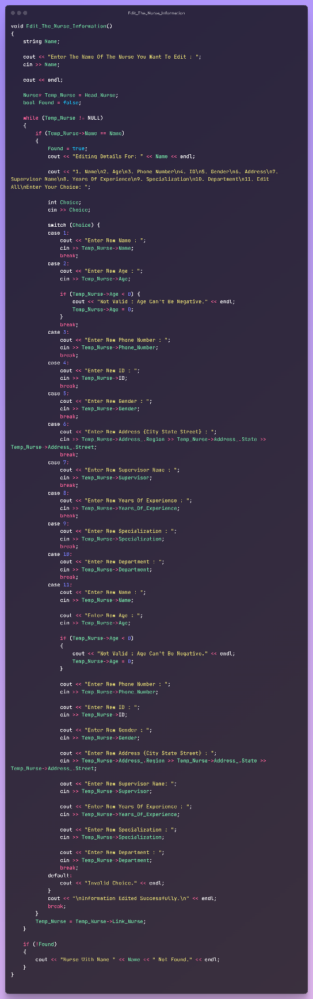 Edit_The_Nurse_Information
void Edit_The_Nurse_Information()
{
    string Name;

    cout << "Enter The Name Of The Nurse You Want To Edit : ";
    cin >> Name;

    cout << endl;

    Nurse* Temp_Nurse = Head_Nurse;
    bool Found = false;

    while (Temp_Nurse != NULL)
    {
        if (Temp_Nurse->Name == Name)
        {
            Found = true;
            cout << "Editing Details For: " << Name << endl;

            cout << "1. Name\n2. Age\n3. Phone Number\n4. ID\n5. Gender\n6. Address\n7.
Supervisor Name\n8. Years Of Experience\n9. Specialization\n10. Department\n11. Edit
All\nEnter Your Choice: ";

            int Choice;
            cin >> Choice;

            switch (Choice) {
            case 1:
                cout << "Enter New Name : ";
                cin >> Temp_Nurse->Name;
                break;
            case 2:
                cout << "Enter New Age : ";
                cin >> Temp_Nurse->Age;

                if (Temp_Nurse->Age < 0) {
                    cout << "Not Valid : Age Can't Be Negative." << endl;
                    Temp_Nurse->Age = 0;
                }
                break;
            case 3:
                cout << "Enter New Phone Number : ";
                cin >> Temp_Nurse->Phone_Number;
                break;
            case 4:
                cout << "Enter New ID : ";
                cin >> Temp_Nurse->ID;
                break;
            case 5:
                cout << "Enter New Gender : ";
                cin >> Temp_Nurse->Gender;
                break;
            case 6:
                cout << "Enter New Address {City State Street} : ";
                cin >> Temp_Nurse->Address_.Region >> Temp_Nurse->Address_.State >>
Temp_Nurse->Address_.Street;
                break;
            case 7:
                cout << "Enter New Supervisor Name : ";
                cin >> Temp_Nurse->Supervisor;
                break;
            case 8:
                cout << "Enter New Years Of Experience : ";
                cin >> Temp_Nurse->Years_Of_Experience;
                break;
            case 9:
                cout << "Enter New Specialization : ";
                cin >> Temp_Nurse->Specialization;
                break;
            case 10:
                cout << "Enter New Department : ";
                cin >> Temp_Nurse->Department;
                break;
            case 11:
                cout << "Enter New Name : ";
                cin >> Temp_Nurse->Name;

                cout << "Enter New Age : ";
                cin >> Temp_Nurse->Age;

                if (Temp_Nurse->Age < 0)
                {
                    cout << "Not Valid : Age Can't Be Negative." << endl;
                    Temp_Nurse->Age = 0;
                }

                cout << "Enter New Phone Number : ";
                cin >> Temp_Nurse->Phone_Number;

                cout << "Enter New ID : ";
                cin >> Temp_Nurse->ID;

                cout << "Enter New Gender : ";
                cin >> Temp_Nurse->Gender;

                cout << "Enter New Address {City State Street} : ";
                cin >> Temp_Nurse->Address_.Region >> Temp_Nurse->Address_.State >>
Temp_Nurse->Address_.Street;

                cout << "Enter New Supervisor Name: ";
                cin >> Temp_Nurse->Supervisor;

                cout << "Enter New Years Of Experience : ";
                cin >> Temp_Nurse->Years_Of_Experience;

                cout << "Enter New Specialization : ";
                cin >> Temp_Nurse->Specialization;

                cout << "Enter New Department : ";
                cin >> Temp_Nurse->Department;
                break;
            default:
                cout << "Invalid Choice." << endl;
            }
            cout << "\nInformation Edited Successfully.\n" << endl;
            break;
        }
        Temp_Nurse = Temp_Nurse->Link_Nurse;
    }

    if (!Found)
    {
        cout << "Nurse With Name " << Name << " Not Found." << endl;
    }
}